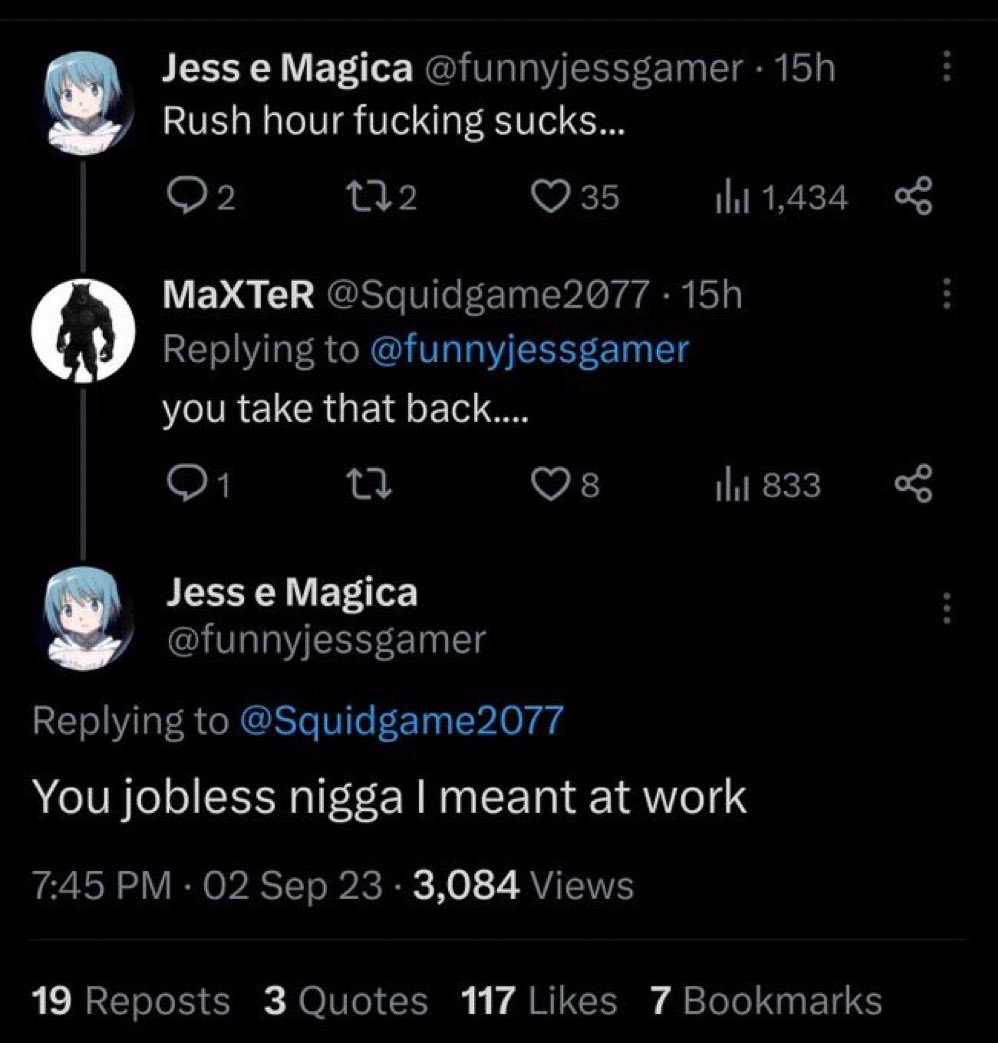 Jess e Magica @funnyjessgamer · 15h
Rush hour fucking sucks...
2 2 35 1,434
MaXTeR @Squidgame2077 · 15h
Replying to @funnyjessgamer
you take that back....
1 8 833
Jess e Magica
@funnyjessgamer
Replying to @Squidgame2077
You jobless nigga I meant at work
7:45 PM · 02 Sep 23 · 3,084 Views
19 Reposts 3 Quotes 117 Likes 7 Bookmarks